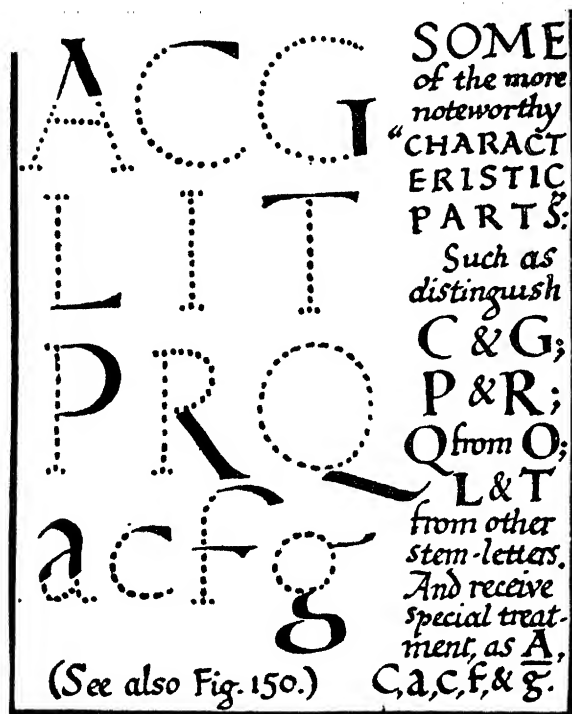 A C G
L I T
P R Q
a c f g
SOME
of the more
noteworthy
“CHARACT
ERISTIC”
PARTS:
Such as
distinguish
C & G;
P & R;
Q from O;
L & T
from other
stem-letters.
And receive
special treat-
ment, as A,
C, a, c, f, & g.
(See also Fig. 150.)